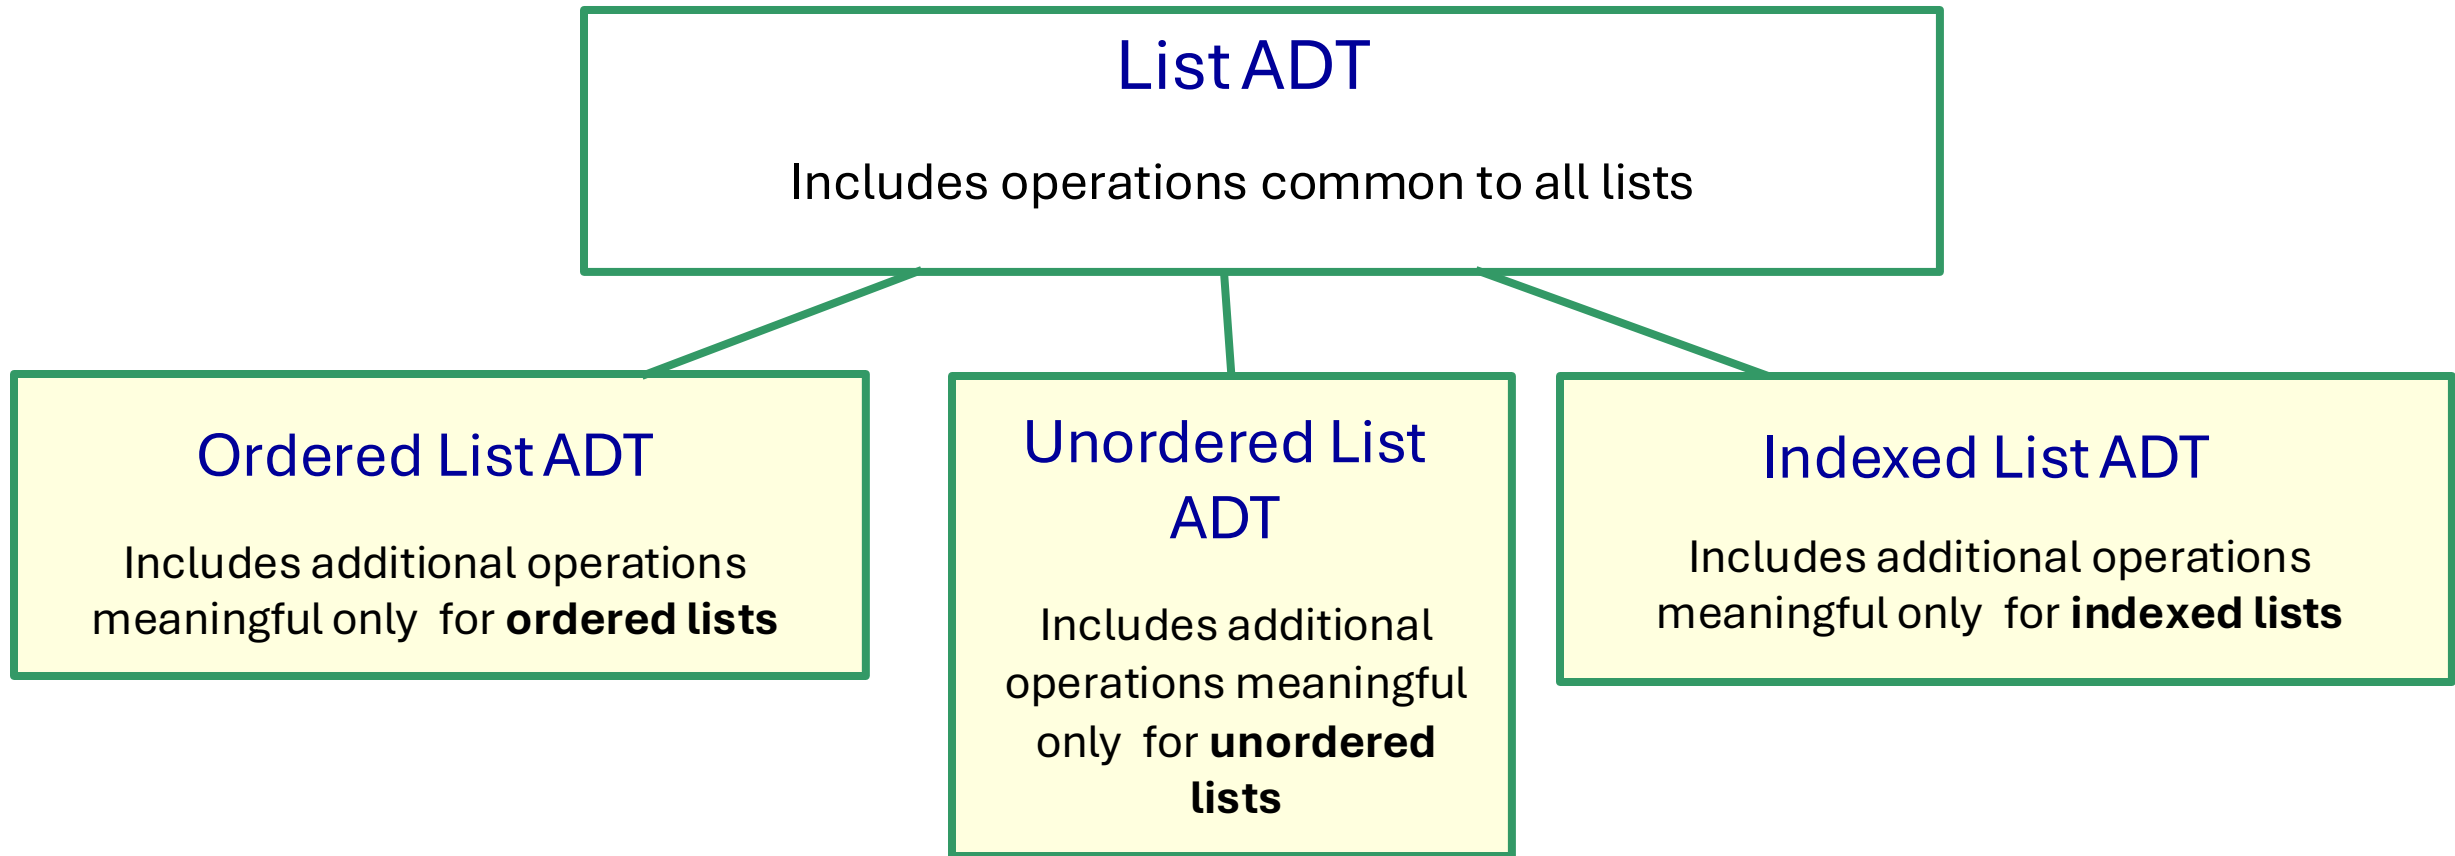 List ADT
Includes operations common to all lists
Ordered List ADT
Includes additional operations
meaningful only for ordered lists
Unordered List
ADT
Includes additional
operations meaningful
only for unordered
lists
Indexed List ADT
Includes additional operations
meaningful only for indexed lists